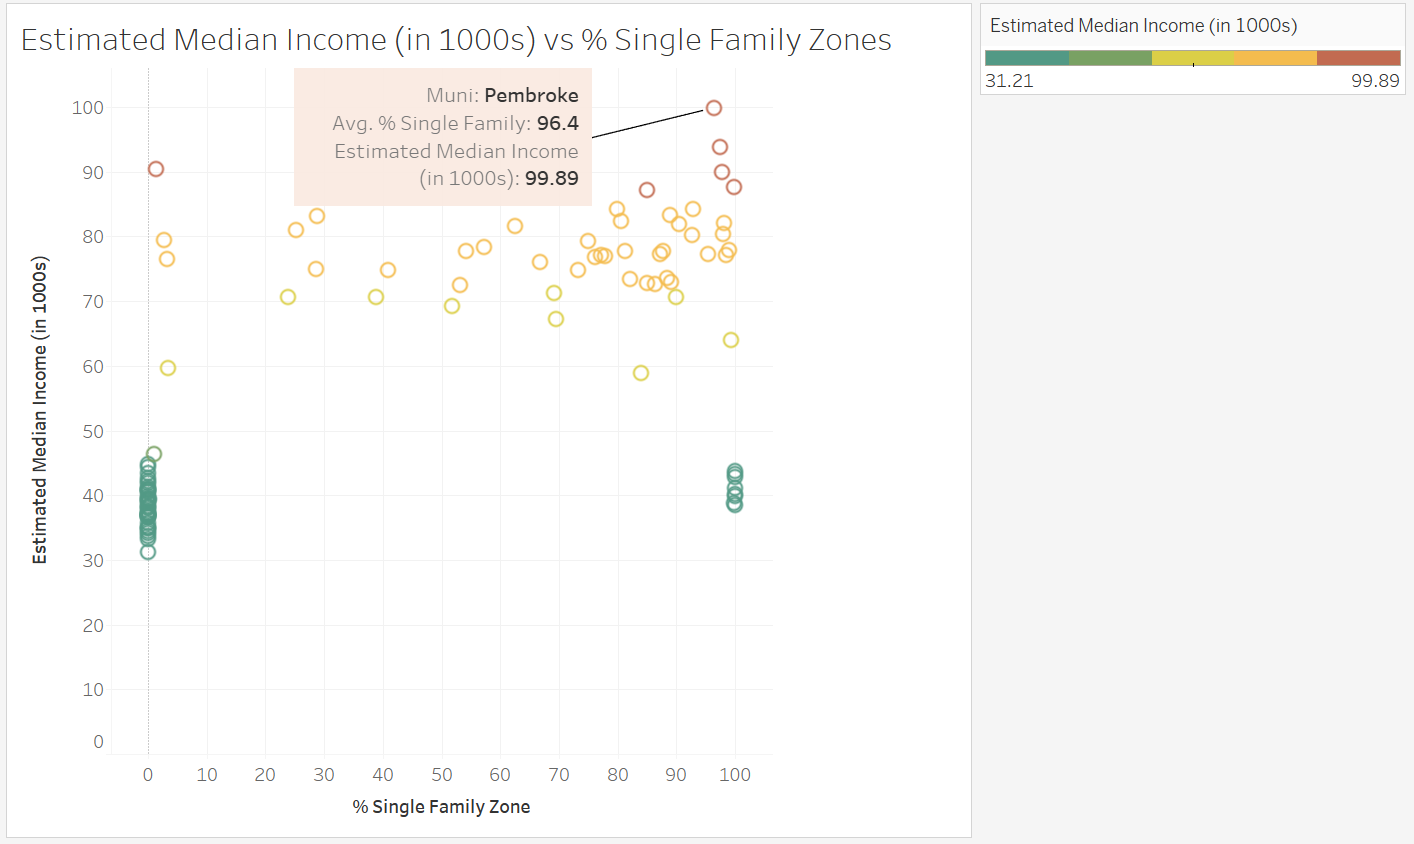 Estimated Median Income (in 1000s) vs % Single Family Zones
Muni: Pembroke
Avg. % Single Family: 96.4
Estimated Median Income
(in 1000s): 99.89
Estimated Median Income (in 1000s)
100
90
80
70
60
50
40
30
20
10
0
0 10 20 30 40 50 60 70 80 90 100
% Single Family Zone
Estimated Median Income (in 1000s)
31.21 99.89